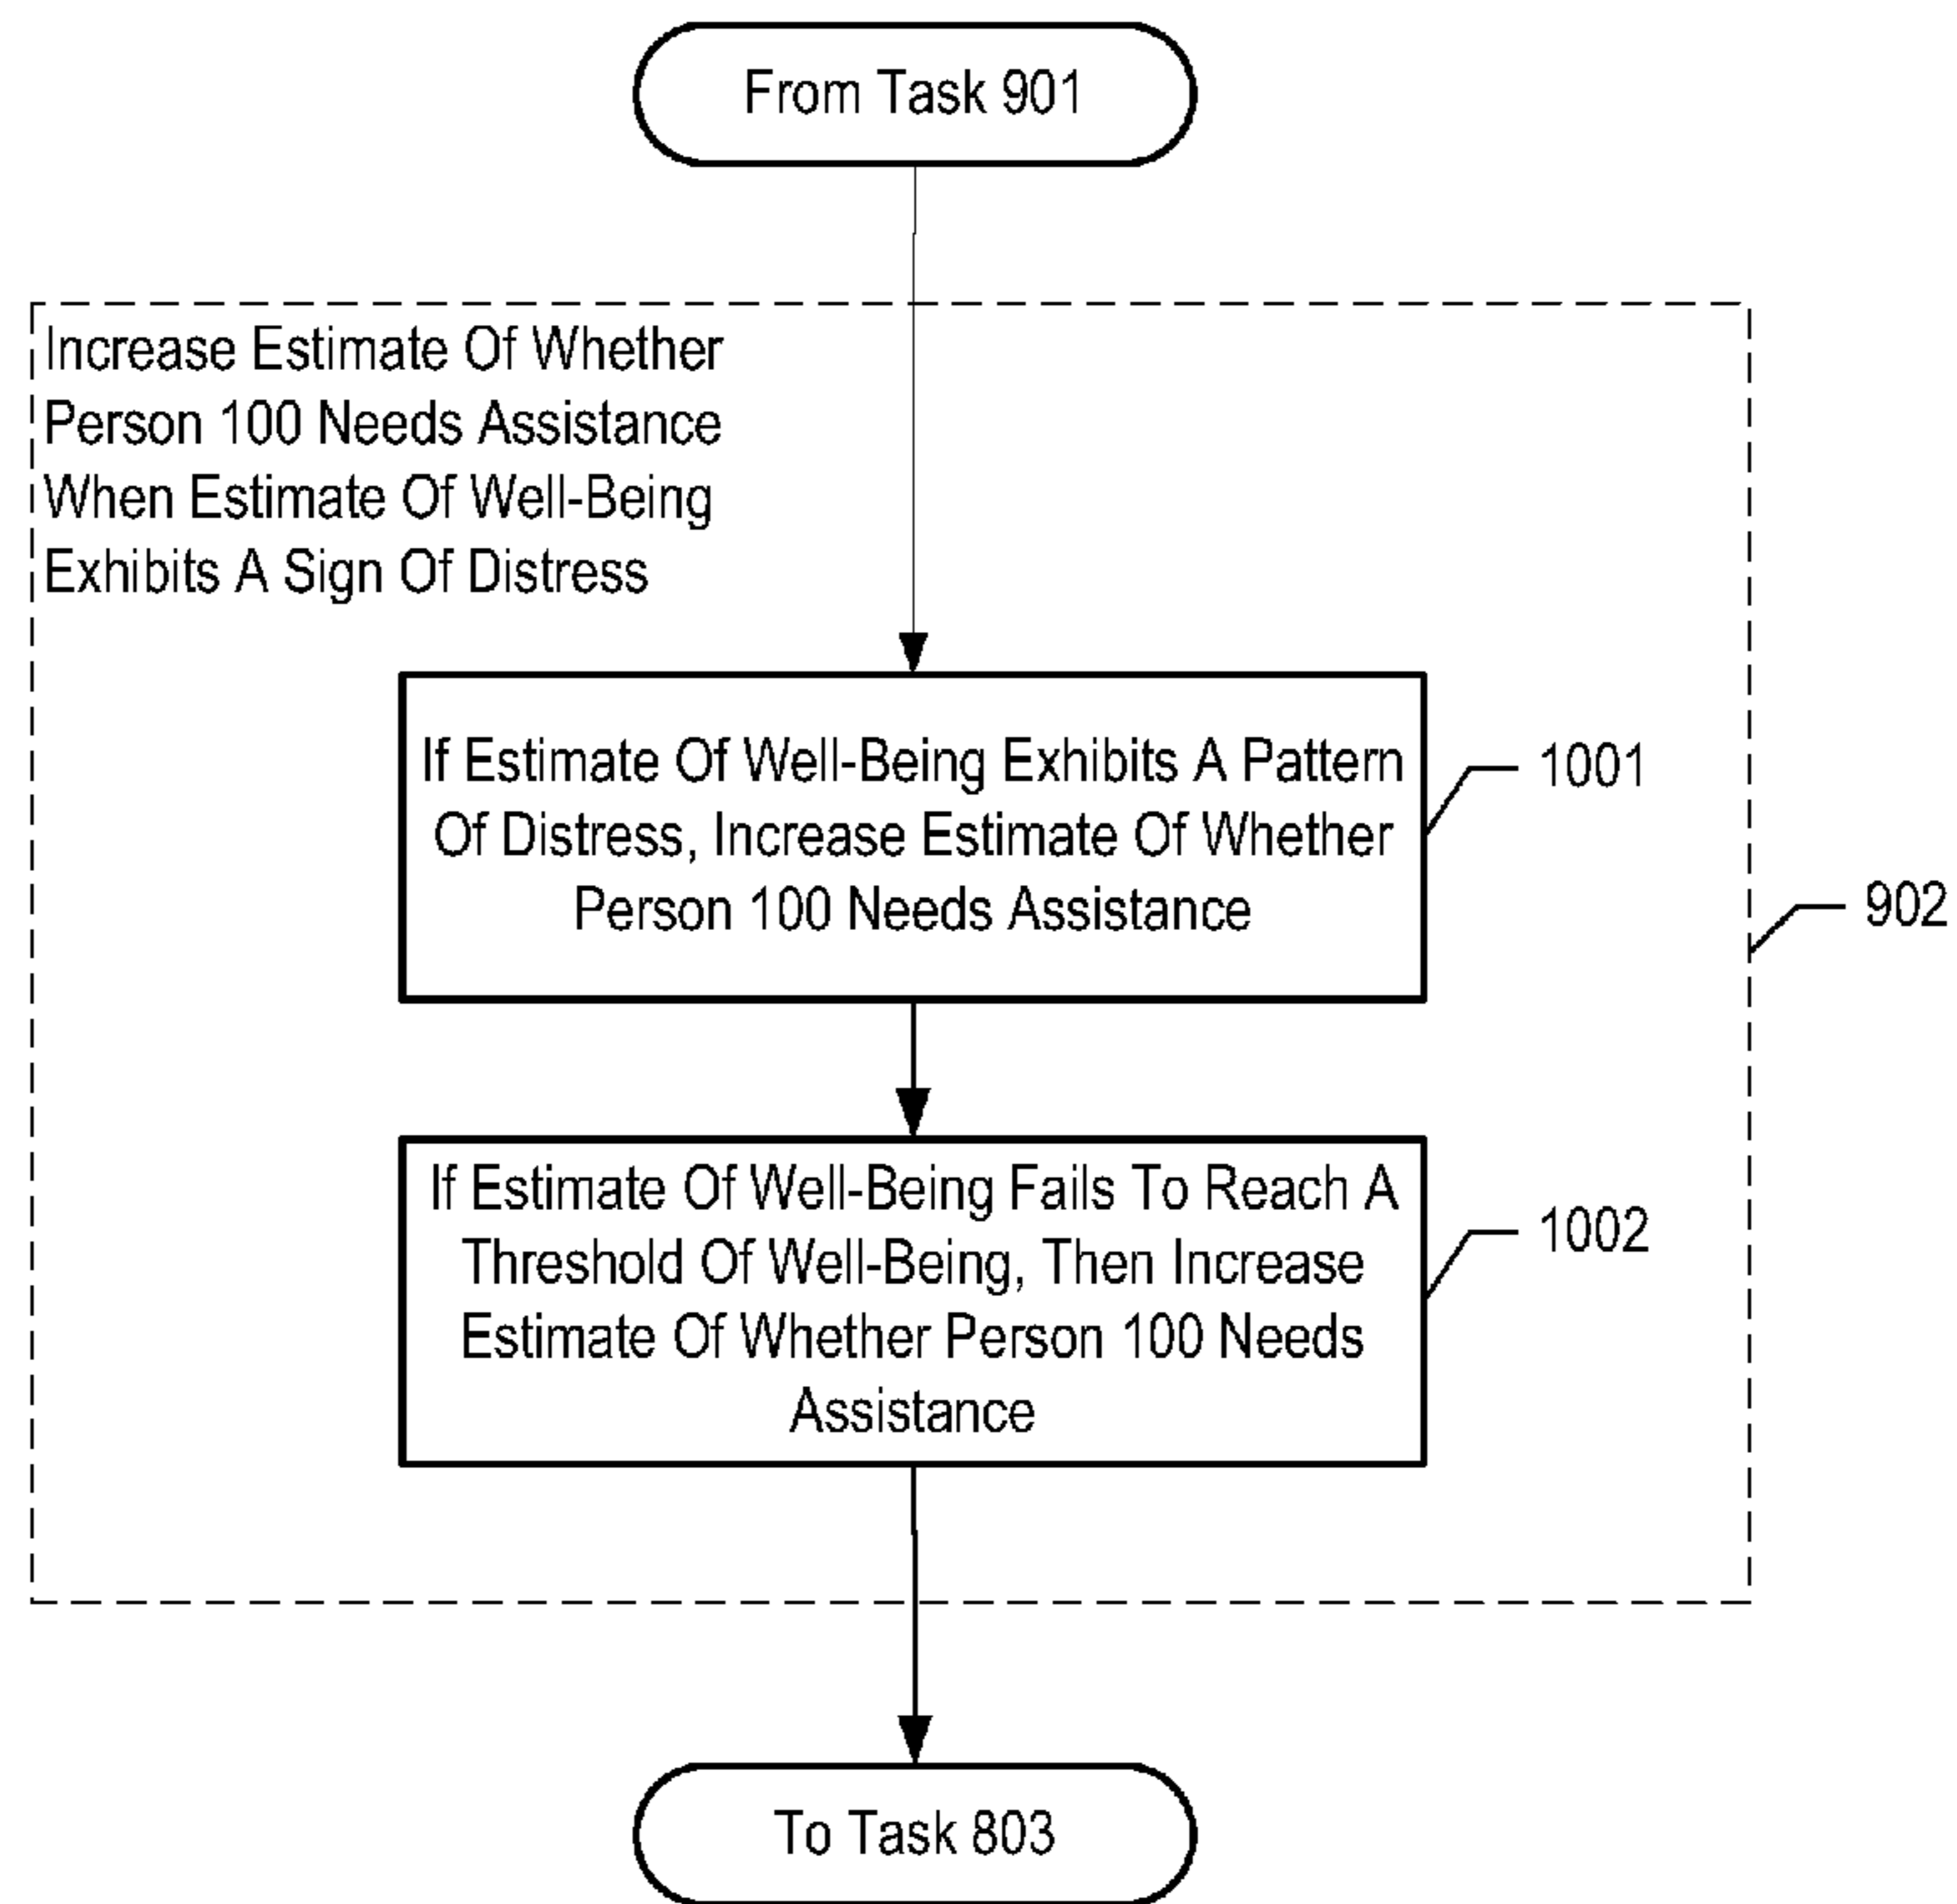 From Task 901
Increase Estimate Of Whether
Person 100 Needs Assistance
When Estimate Of Well-Being
Exhibits A Sign Of Distress
If Estimate Of Well-Being Exhibits A Pattern
Of Distress, Increase Estimate Of Whether
Person 100 Needs Assistance
1001
902
If Estimate Of Well-Being Fails To Reach A
Threshold Of Well-Being, Then Increase
Estimate Of Whether Person 100 Needs
Assistance
1002
To Task 803